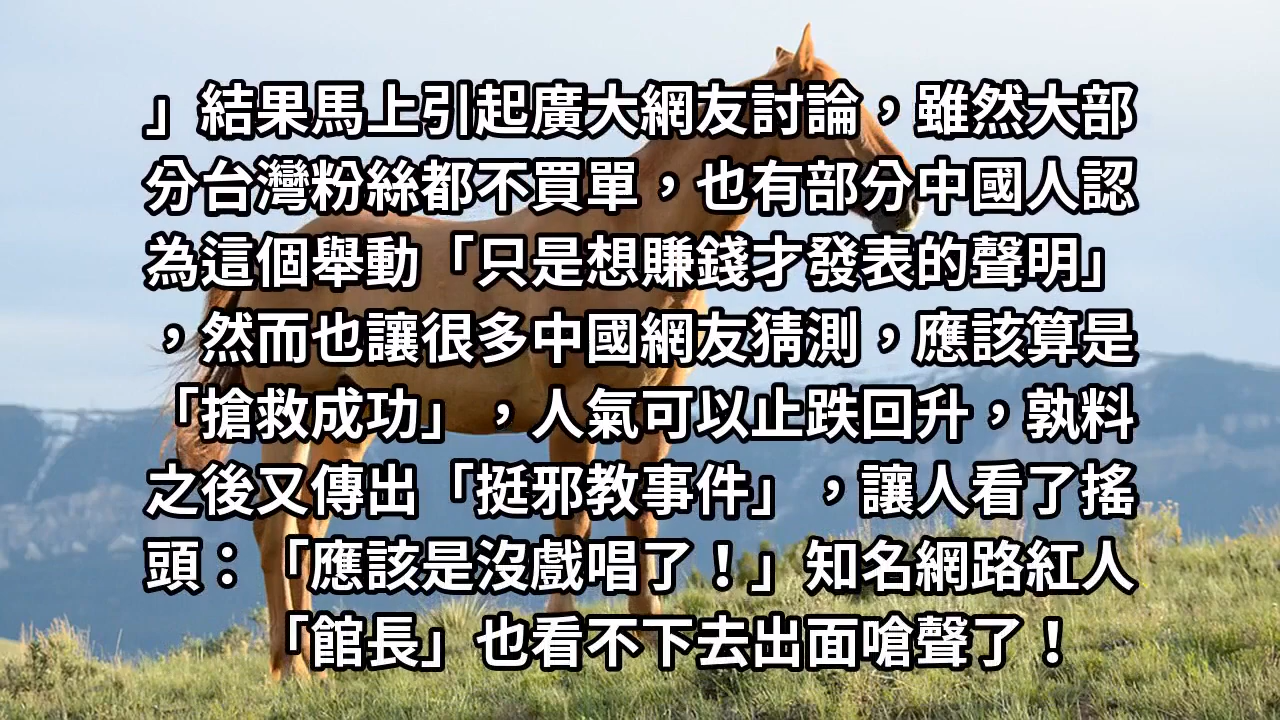 」結果馬上引起廣大網友討論，雖然大部
分台灣粉絲都不買單，也有部分中國人認
為這個舉動「只是想賺錢才發表的聲明」
，然而也讓很多中國網友猜測，應該算是
「搶救成功」，人氣可以止跌回升，孰料
之後又傳出「挺邪教事件」，讓人看了搖
頭：「應該是沒戲唱了！」知名網路紅人
「館長」也看不下去出面嗆聲了！